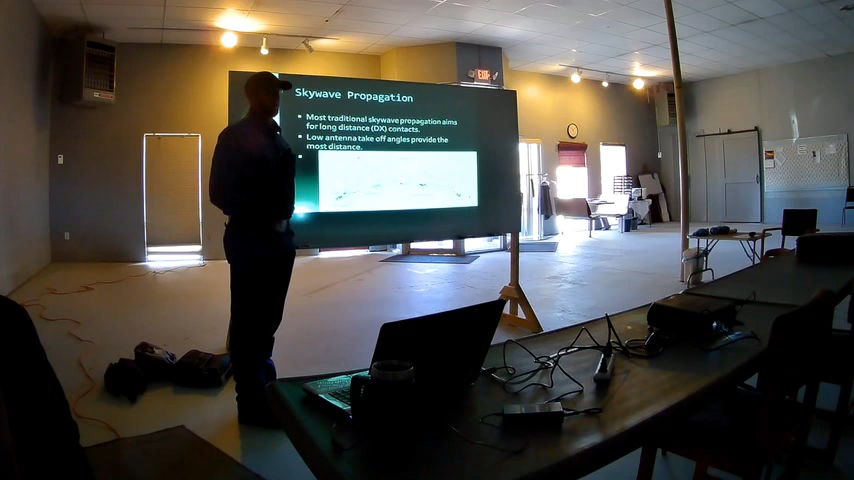 EXIT
Skywave Propagation
Most traditional skywave propagation aims
for long distance (DX) contacts.
Low antenna take off angles provide the
most distance.